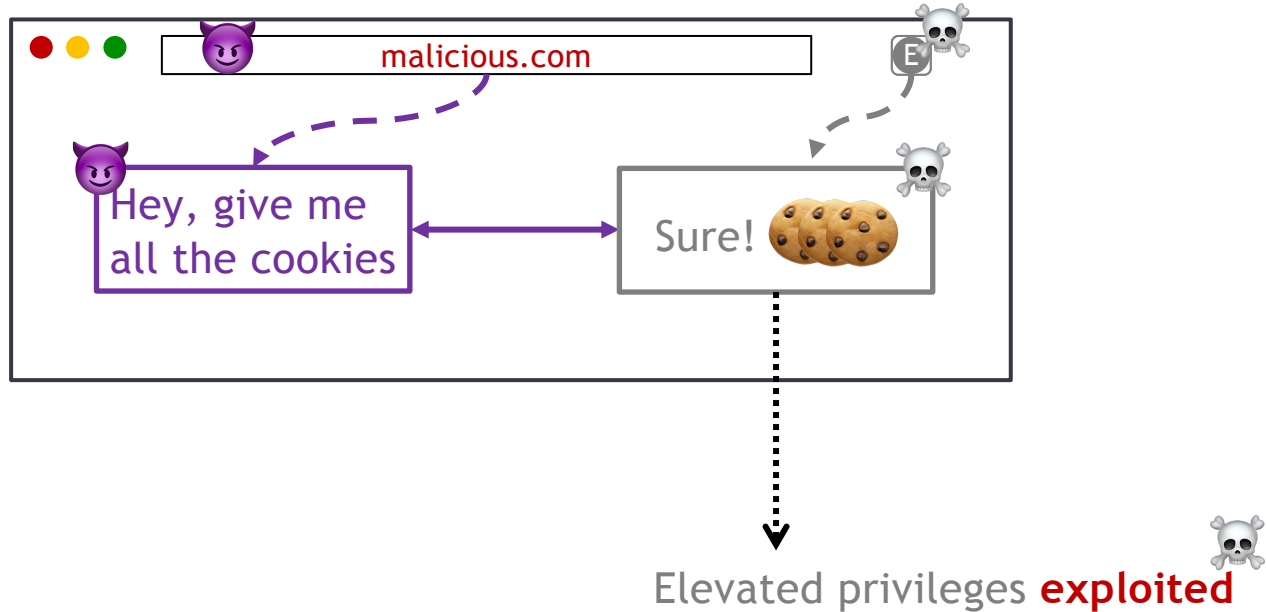 malicious.com
E
Hey, give me
all the cookies
Sure!
Elevated privileges exploited